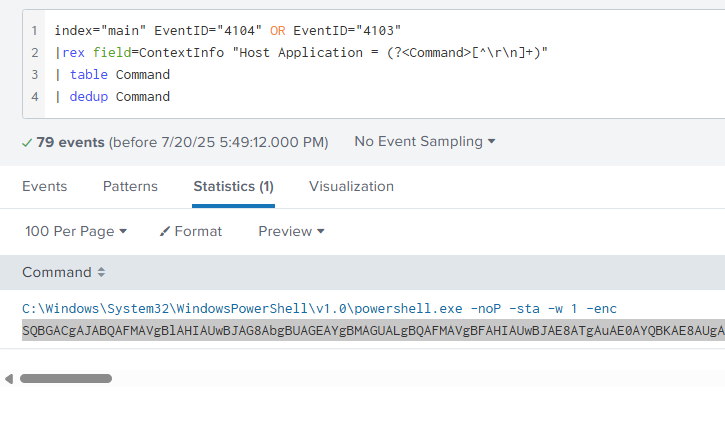 1 index="main" EventID="4104" OR EventID="4103"
2 |rex field=ContextInfo "Host Application = (?<Command>[^\r\n]+)"
3 | table Command
4 | dedup Command
79 events (before 7/20/25 5:49:12.000 PM) No Event Sampling
Events Patterns Statistics (1) Visualization
100 Per Page Format Preview
Command
C:\Windows\System32\WindowsPowerShell\v1.0\powershell.exe -noP -sta -w 1 -enc
SQBGACgAJABQAFMAVgBlAHIAUwBJAG8AbgBUAGEAYgBMAGUALgBQAFMAVgBFAHIAUwBJAE8ATgAuAE0AYQBKAE8AUgA